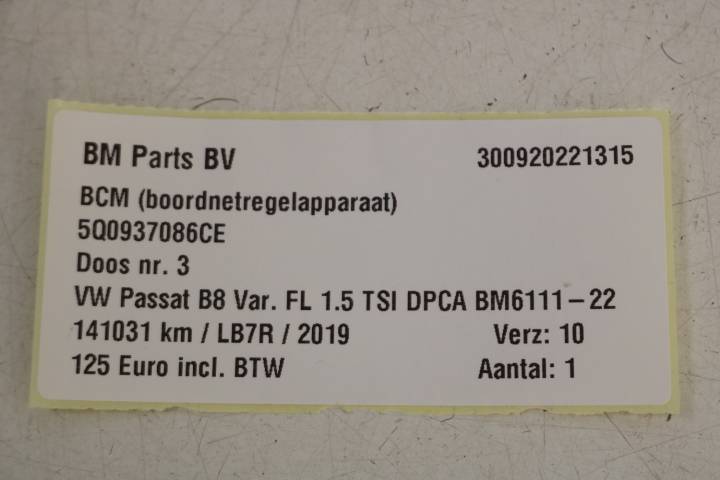 BM Parts BV 300920221315
BCM (boordnetregelapparaat)
5Q0937086CE
Doos nr. 3
VW Passat B8 Var. FL 1.5 TSI DPCA BM6111-22
141031 km / LB7R / 2019 Verz: 10
125 Euro incl. BTW Aantal: 1